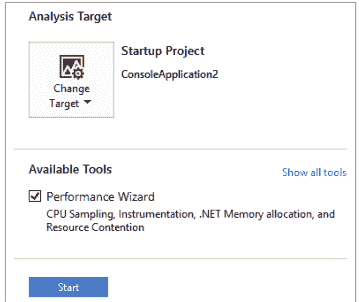 Analysis Target
Startup Project
ConsoleApplication2
Change
Target
Available Tools
Show all tools
Performance Wizard
CPU Sampling, Instrumentation, .NET Memory allocation, and
Resource Contention
Start